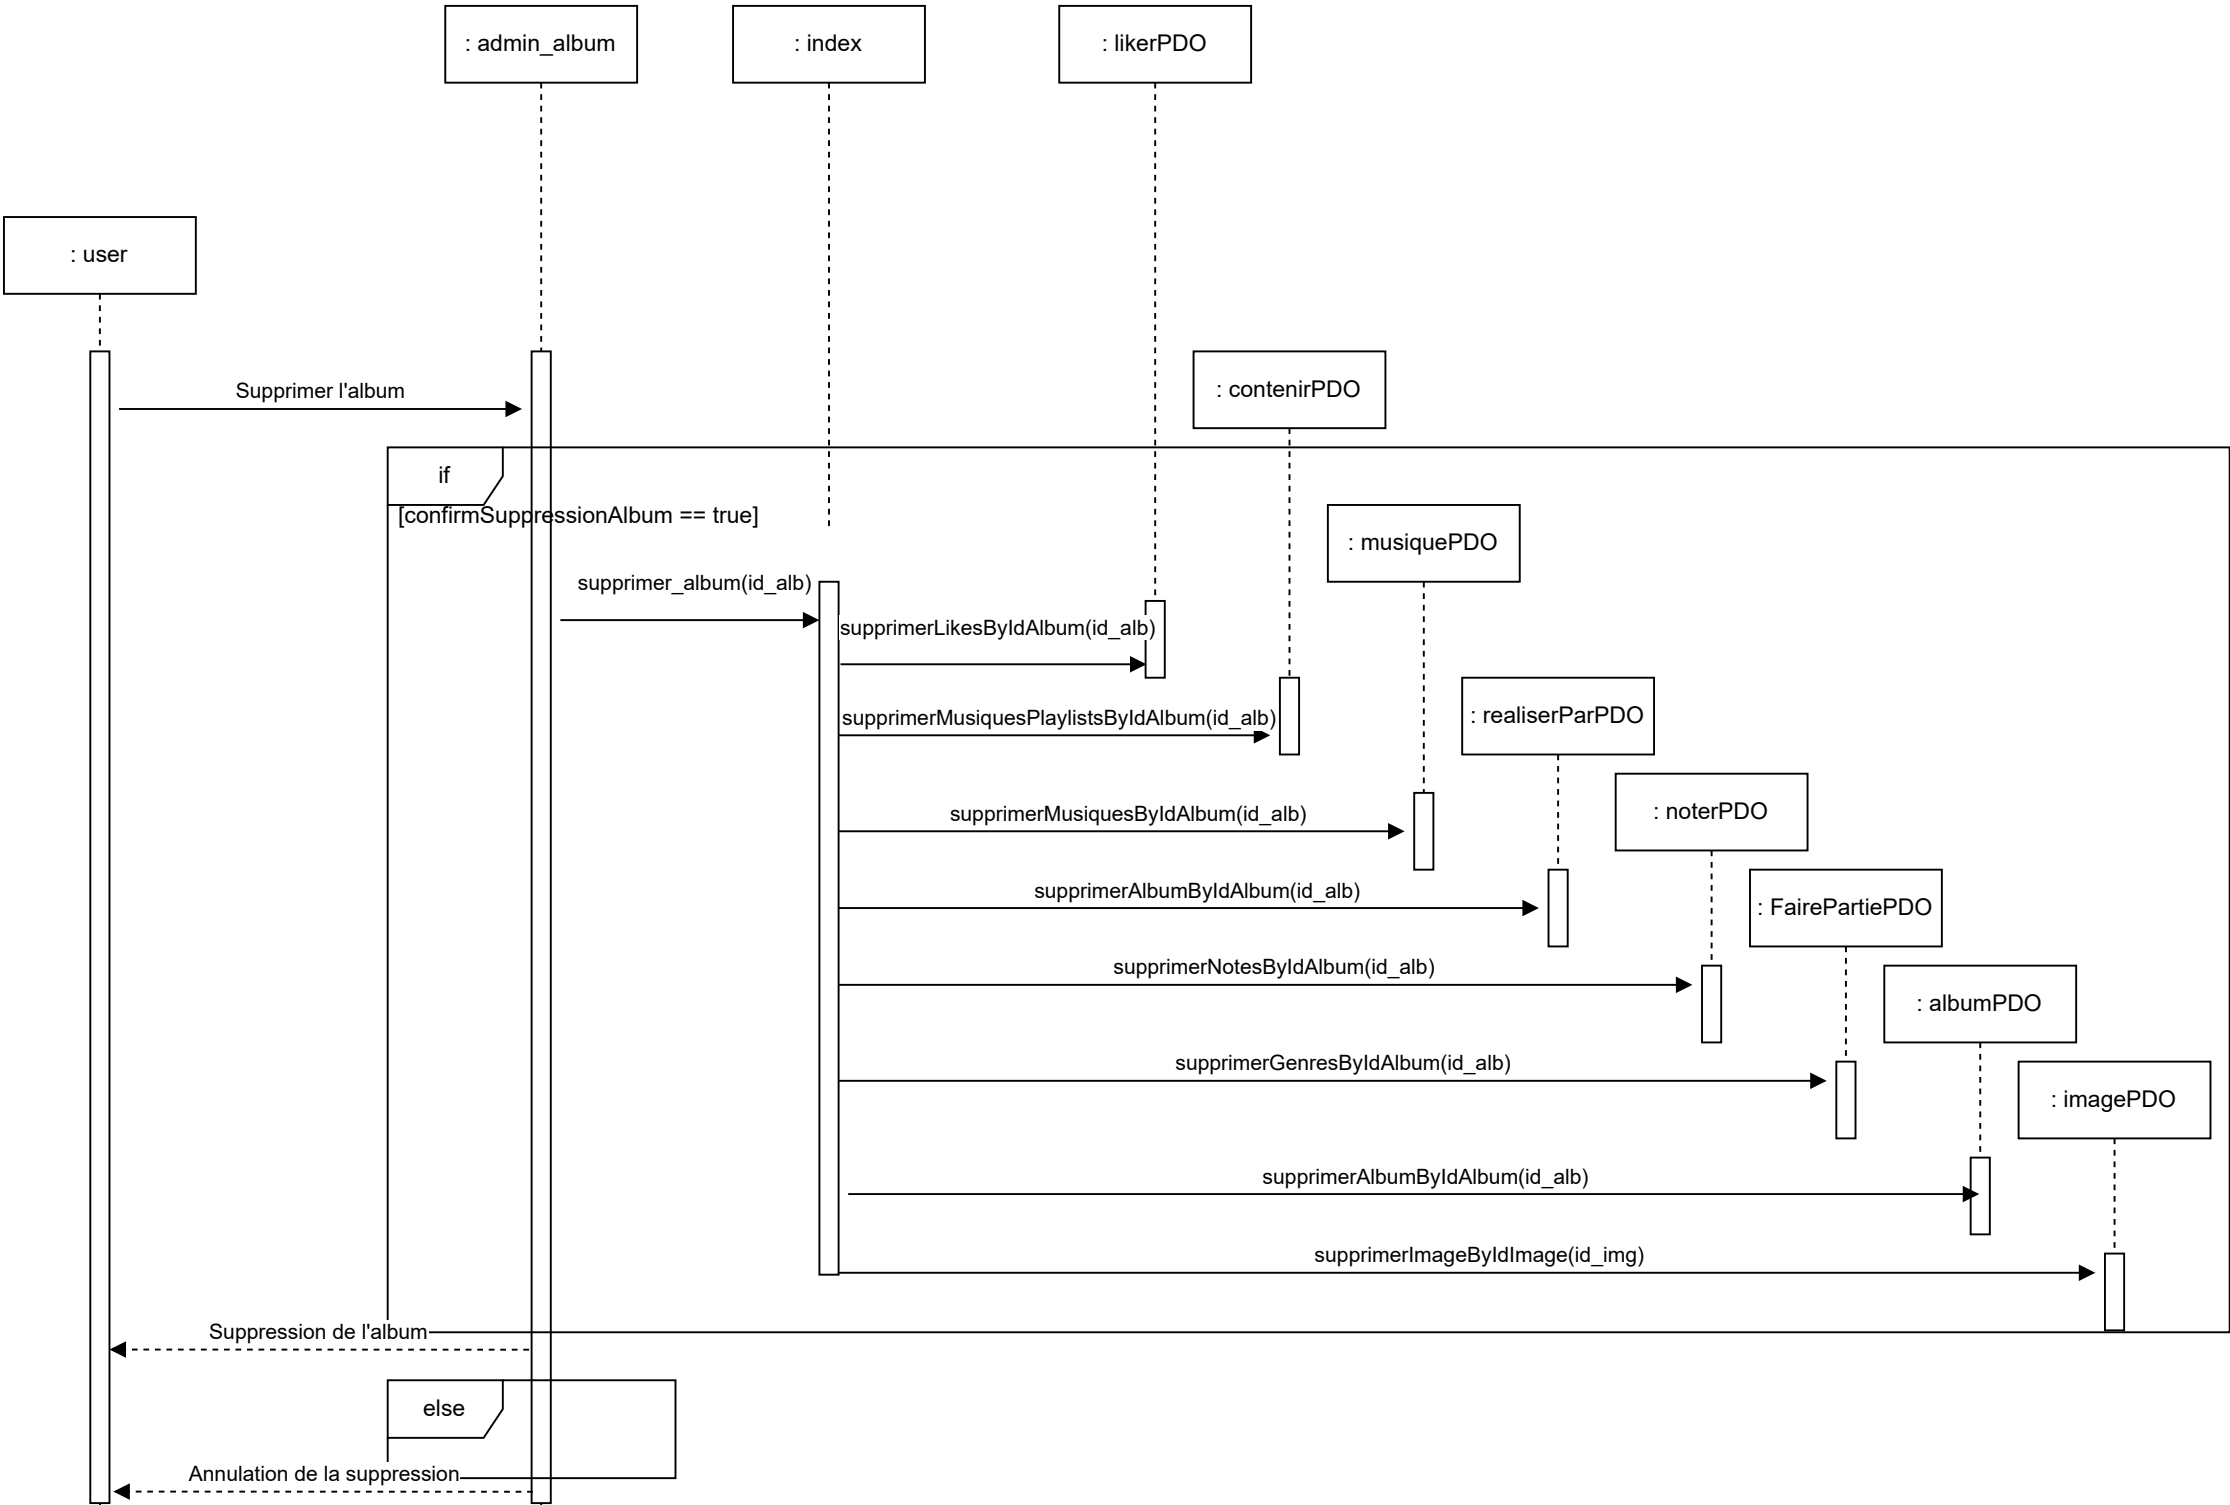 : admin_album
: index
: likerPDO
: user
: contenirPDO
Supprimer l'album
if
[confirmSuppressionAlbum == true]
: musiquePDO
supprimer_album(id_alb)
supprimerLikesByIdAlbum(id_alb)
: realiserParPDO
supprimerMusiquesPlaylistsByIdAlbum(id_alb)
: noterPDO
supprimerMusiquesByIdAlbum(id_alb)
: FairePartiePDO
supprimerAlbumByIdAlbum(id_alb)
supprimerNotesByIdAlbum(id_alb)
: albumPDO
supprimerGenresByIdAlbum(id_alb)
: imagePDO
supprimerAlbumByIdAlbum(id_alb)
supprimerImageByIdImage(id_img)
Suppression de l'album
else
Annulation de la suppression